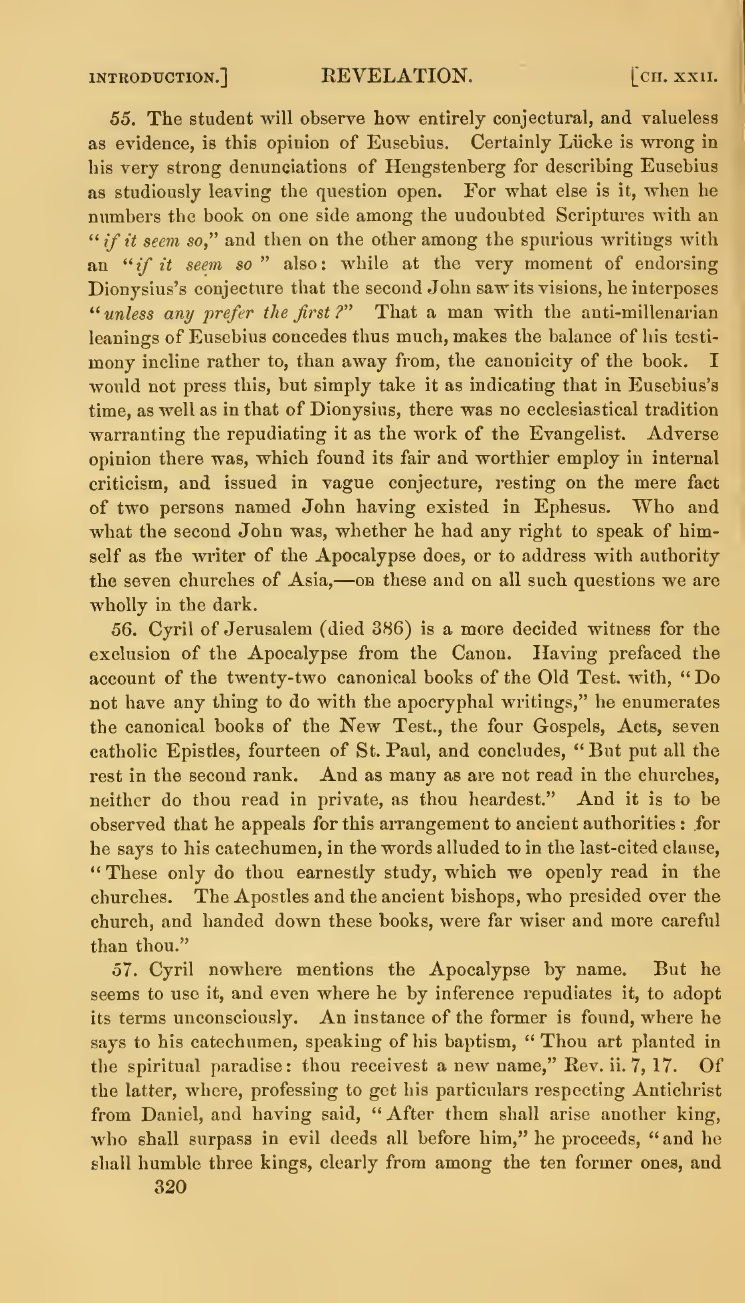 INTRODUCTION.] REVELATION. [CH. XXII.
55. The student will observe how entirely conjectural, and valueless
as evidence, is this opinion of Eusebius. Certainly Lücke is wrong in
his very strong denunciations of Hengstenberg for describing Eusebius
as studiously leaving the question open. For what else is it, when he
numbers the book on one side among the undoubted Scriptures with an
“if it seem so,” and then on the other among the spurious writings with
an “if it seem so ” also: while at the very moment of endorsing
Dionysius’s conjecture that the second John saw its visions, he interposes
“unless any prefer the first?” That a man with the anti-millenarian
leanings of Eusebius concedes thus much, makes the balance of his testi-
mony incline rather to, than away from, the canonicity of the book. I
would not press this, but simply take it as indicating that in Eusebius’s
time, as well as in that of Dionysius, there was no ecclesiastical tradition
warranting the repudiating it as the work of the Evangelist. Adverse
opinion there was, which found its fair and worthier employ in internal
criticism, and issued in vague conjecture, resting on the mere fact
of two persons named John having existed in Ephesus. Who and
what the second John was, whether he had any right to speak of him-
self as the writer of the Apocalypse does, or to address with authority
the seven churches of Asia,—on these and on all such questions we are
wholly in the dark.
56. Cyril of Jerusalem (died 386) is a more decided witness for the
exclusion of the Apocalypse from the Canon. Having prefaced the
account of the twenty-two canonical books of the Old Test. with, “Do
not have any thing to do with the apocryphal writings,” he enumerates
the canonical books of the New Test., the four Gospels, Acts, seven
catholic Epistles, fourteen of St. Paul, and concludes, “But put all the
rest in the second rank. And as many as are not read in the churches,
neither do thou read in private, as thou heardest.” And it is to be
observed that he appeals for this arrangement to ancient authorities: for
he says to his catechumen, in the words alluded to in the last-cited clause,
“These only do thou earnestly study, which we openly read in the
churches. The Apostles and the ancient bishops, who presided over the
church, and handed down these books, were far wiser and more careful
than thou.”
57. Cyril nowhere mentions the Apocalypse by name. But he
seems to use it, and even where he by inference repudiates it, to adopt
its terms unconsciously. An instance of the former is found, where he
says to his catechumen, speaking of his baptism, “Thou art planted in
the spiritual paradise: thou receivest a new name,” Rev. ii. 7, 17. Of
the latter, where, professing to get his particulars respecting Antichrist
from Daniel, and having said, “After them shall arise another king,
who shall surpass in evil deeds all before him,” he proceeds, “and he
shall humble three kings, clearly from among the ten former ones, and
320